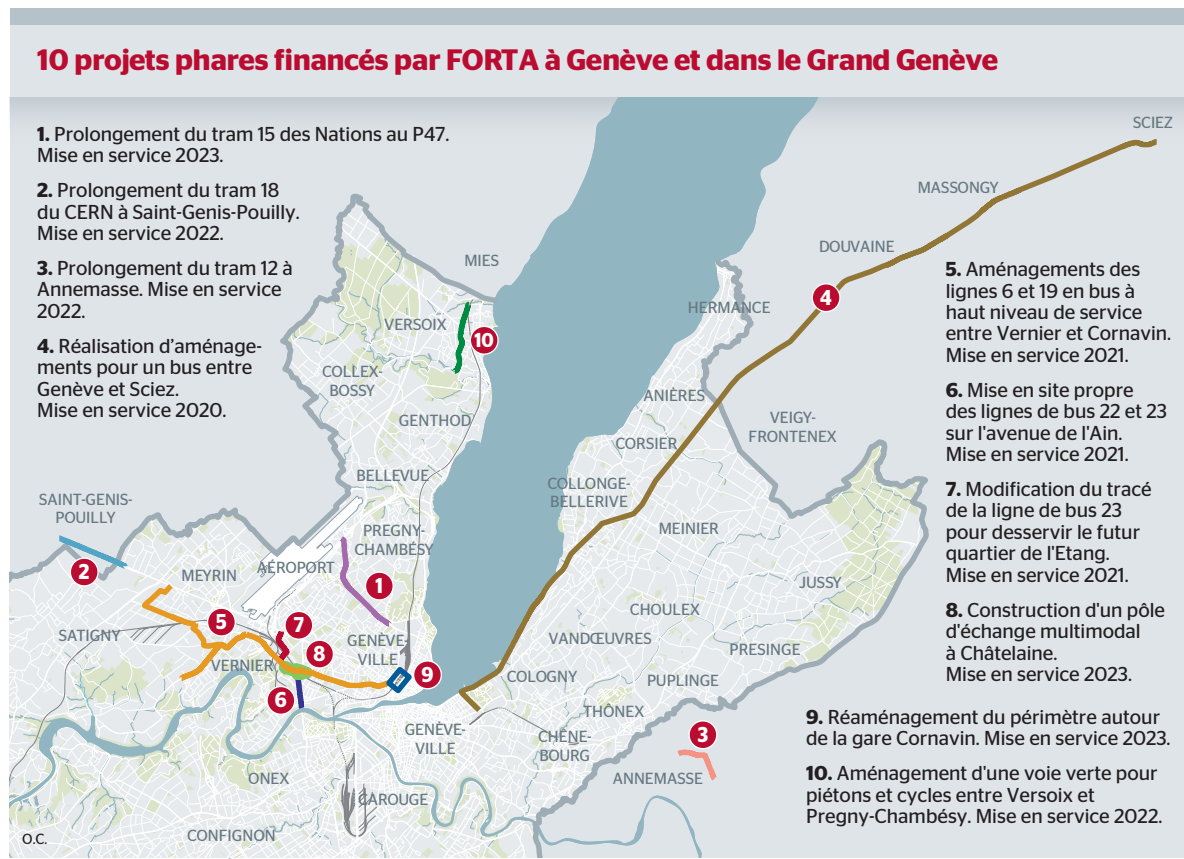 10 projets phares financés par FORTA à Genève et dans le Grand Genève
1. Prolongement du tram 15 des Nations au P47.
Mise en service 2023.
2. Prolongement du tram 18
du CERN à Saint-Genis-Pouilly.
Mise en service 2022.
3. Prolongement du tram 12 à
Annemasse. Mise en service
2022.
4. Réalisation d'aménage-
ments pour un bus entre
Genève et Sciez.
Mise en service 2020.
5. Aménagements des
lignes 6 et 19 en bus à
haut niveau de service
entre Vernier et Cornavin.
Mise en service 2021.
6. Mise en site propre
des lignes de bus 22 et 23
sur l'avenue de l'Ain.
Mise en service 2021.
7. Modification du tracé
de la ligne de bus 23
pour desservir le futur
quartier de l'Etang.
Mise en service 2021.
8. Construction d'un pôle
d'échange multimodal
à Châtelaine.
Mise en service 2023.
9. Réaménagement du périmètre autour
de la gare Cornavin. Mise en service 2023.
10. Aménagement d'une voie verte pour
piétons et cycles entre Versoix et
Pregny-Chambésy. Mise en service 2022.
SCIEZ
MASSONGY
DOUVAINE
MIES
4
HERMANCE
VERSOIX
10
COLLEX-
BOSSY
ANIÈRES
GENTHOD
VEIGY-
FRONTENEX
CORSIER
BELLEVUE
COLLONGE-
BELLERIVE
SAINT-GENIS-
POUILLY
PREGNY-
CHAMBÉSY
MEINIER
2
MEYRIN
AÉROPORT
1
JUSSY
CHOULEX
5
7
SATIGNY
GENÈVE-
VILLE
VANDŒUVRES
PRESINGE
8
VERNIER
9
COLOGNY
PUPLINGE
6
THÔNEX
GENÈVE-
VILLE
CHÊNE-
BOURG
3
ONEX
ANNEMASSE
CAROUGE
CONFIGNON
O.C.